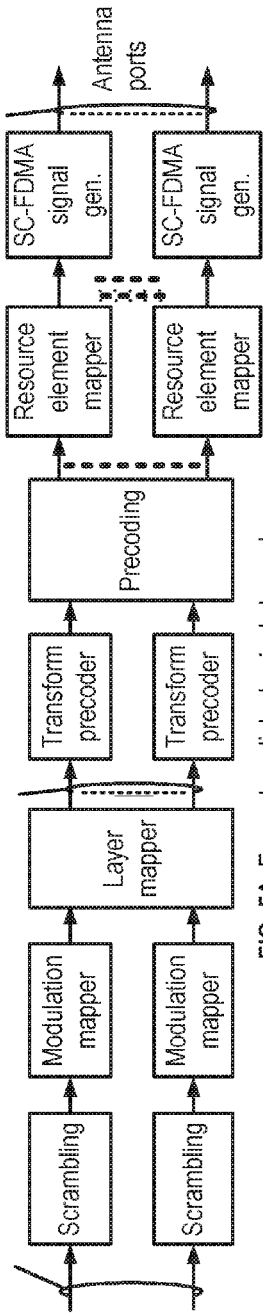 Scrambling
Scrambling
Modulation
mapper
Modulation
mapper
Layer
mapper
Transform
precoder
Transform
precoder
Precoding
Resource
element
mapper
Resource
element
mapper
SC-FDMA
signal
gen.
SC-FDMA
signal
gen.
Antenna
ports